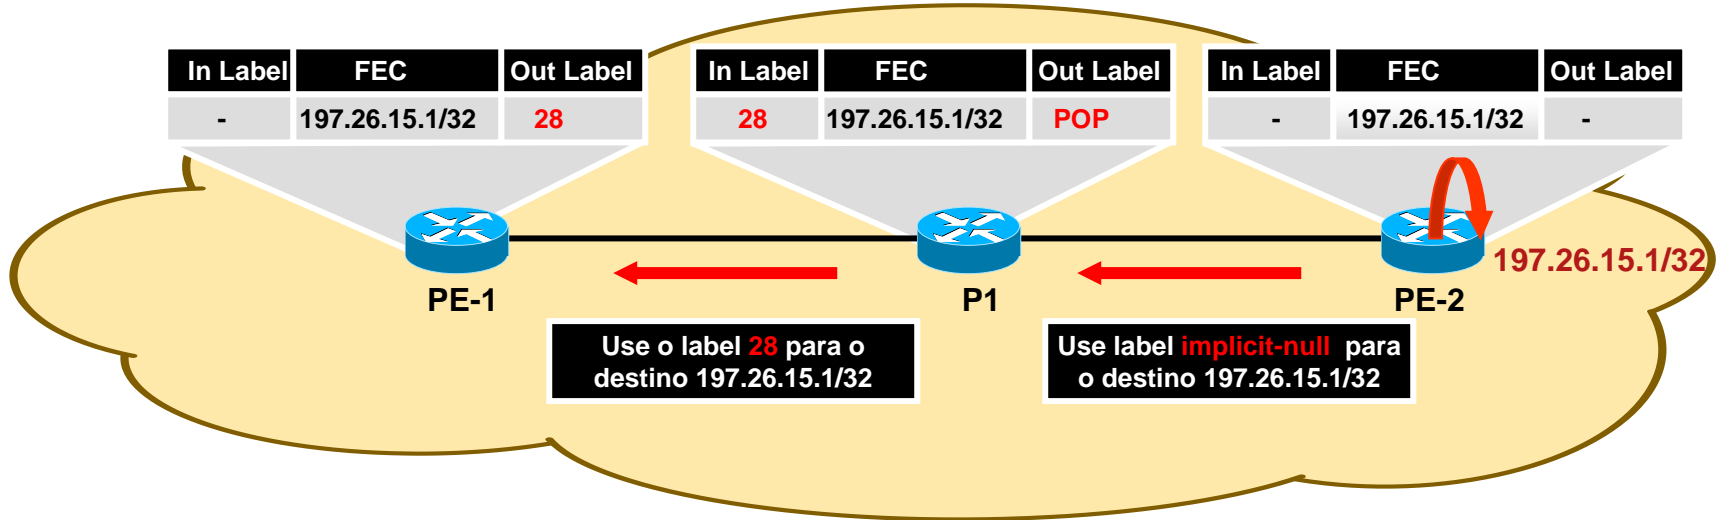 In Label FEC Out Label
- 197.26.15.1/32 28
In Label FEC Out Label
28 197.26.15.1/32 POP
In Label FEC Out Label
- 197.26.15.1/32 -
197.26.15.1/32
PE-1
P1
PE-2
Use o label 28 para o
destino 197.26.15.1/32
Use label implicit-null para
o destino 197.26.15.1/32